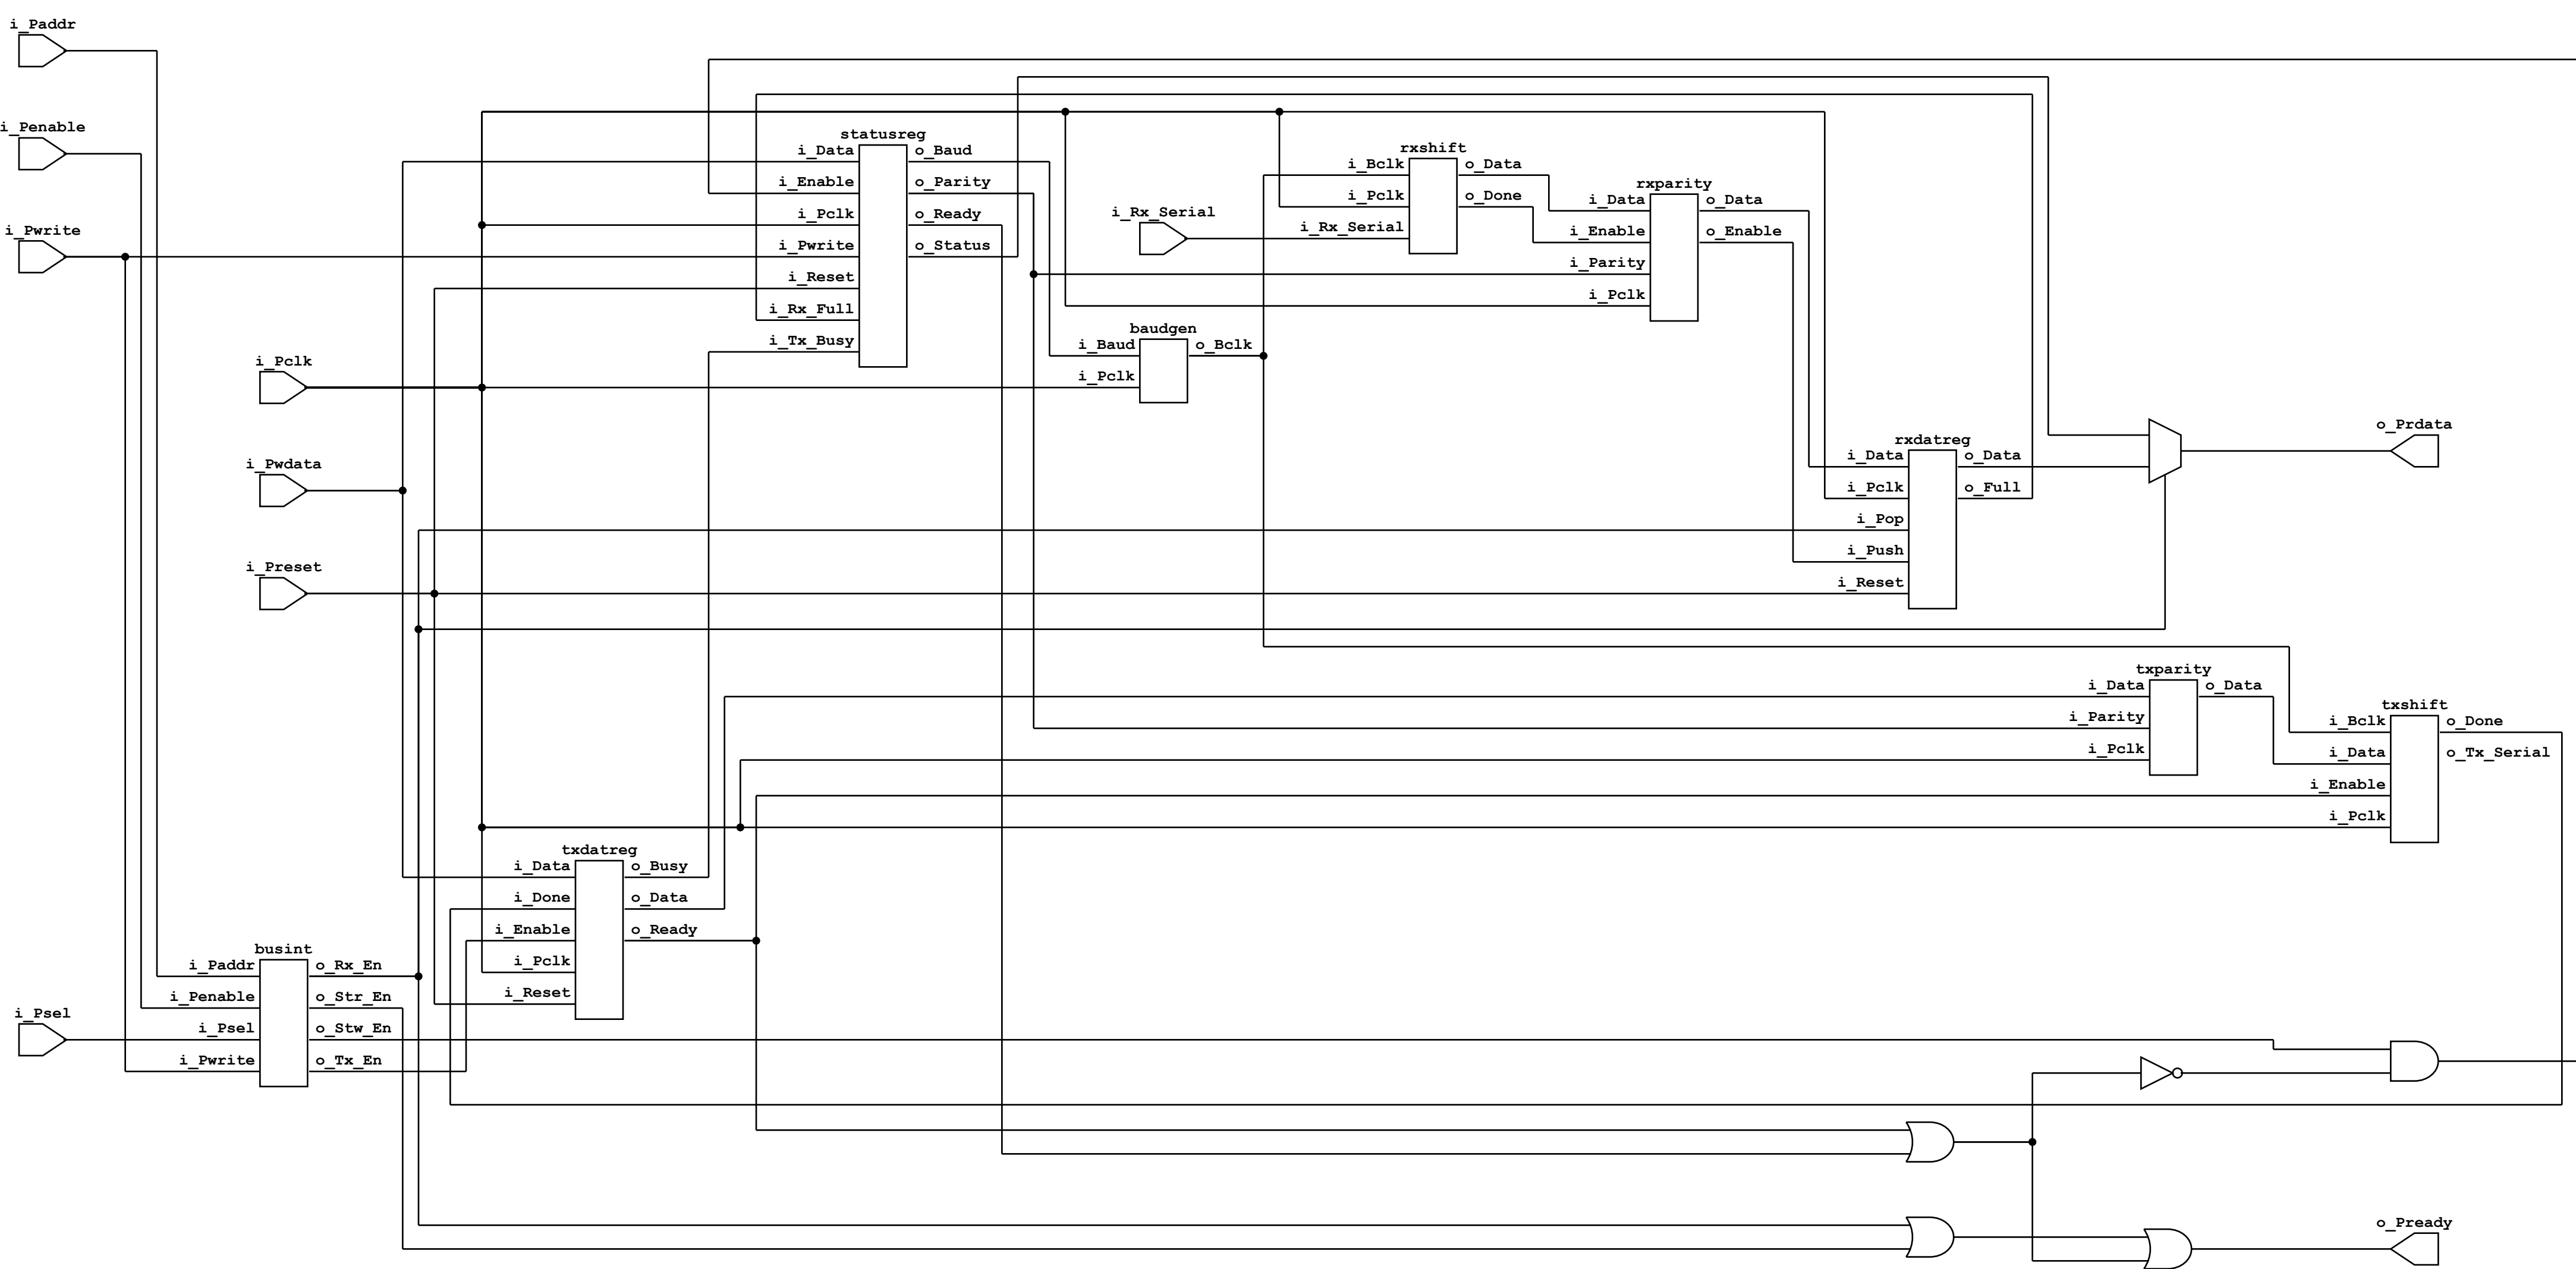 i_Paddr
i_Penable
i_Pwrite
i_Pclk
i_Pwdata
i_Preset
i_Psel
statusreg
i_Data
i_Enable
i_Pclk
i_Pwrite
i_Reset
i_Rx_Full
i_Tx_Busy
o_Baud
o_Parity
o_Ready
o_Status
baudgen
i_Baud
i_Pclk
o_Bclk
i_Rx_Serial
rxshift
i_Bclk
i_Pclk
i_Rx_Serial
o_Data
o_Done
rxparity
i_Data
i_Enable
i_Parity
i_Pclk
o_Data
o_Enable
rxdatreg
i_Data
i_Pclk
i_Pop
i_Push
i_Reset
o_Data
o_Full
o_Prdata
txparity
i_Data
i_Parity
i_Pclk
o_Data
txshift
i_Bclk
i_Data
i_Enable
i_Pclk
o_Done
o_Tx_Serial
txdatreg
i_Data
i_Done
i_Enable
i_Pclk
i_Reset
o_Busy
o_Data
o_Ready
busint
i_Paddr
i_Penable
i_Psel
i_Pwrite
o_Rx_En
o_Str_En
o_Stw_En
o_Tx_En
o_Pready